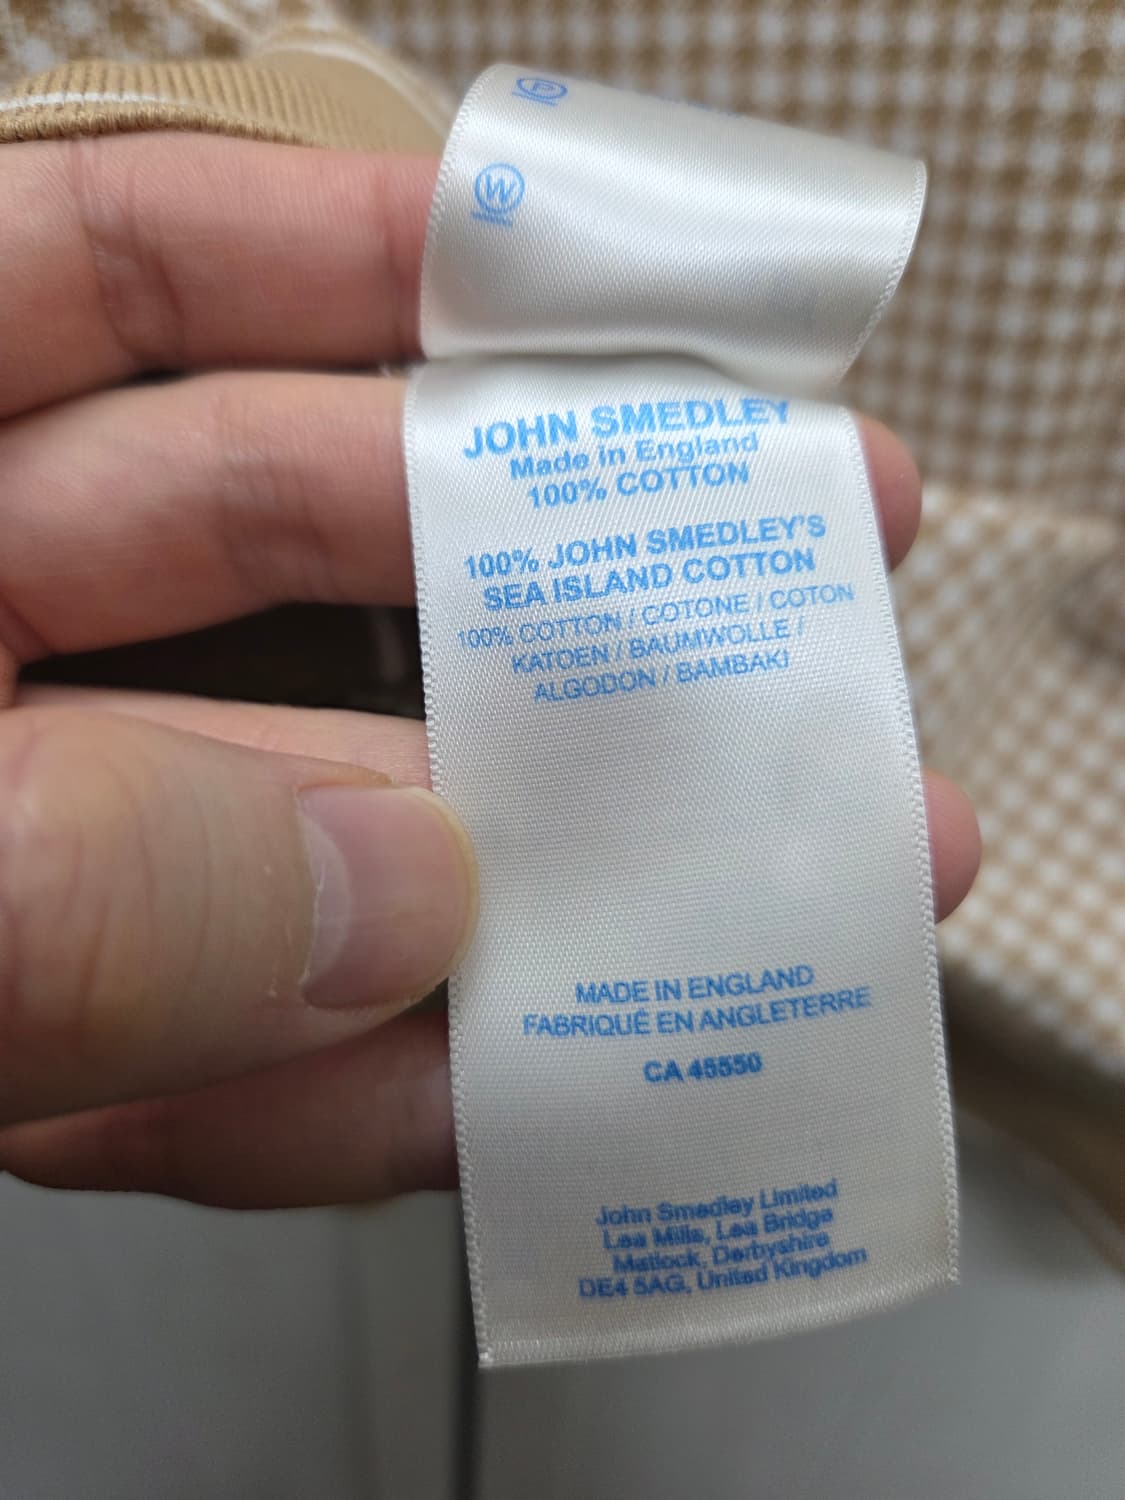 P
W
JOHN SMEDLEY
Made in England
100% COTTON
100% JOHN SMEDLEY'S
SEA ISLAND COTTON
100% COTTON / COTONE / COTON
KATOEN / BAUMWOLLE /
ALGODON / BAMBAKI
MADE IN ENGLAND
FABRIQUÉ EN ANGLETERRE
CA 45550
John Smedley Limited
Lea Mills, Lea Bridge
Matlock, Derbyshire
DE4 5AG, United Kingdom